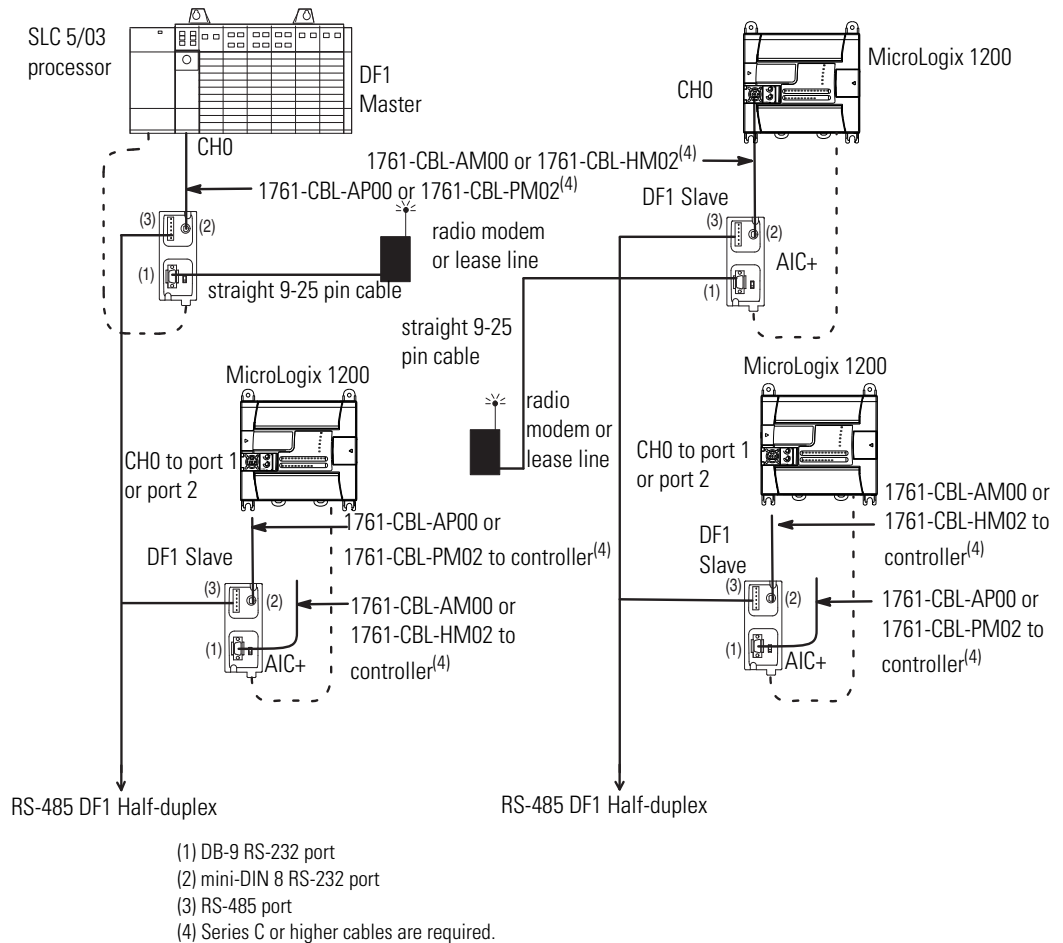 SLC 5/03
processor
DF1
Master
CH0
1761-CBL-AP00 or 1761-CBL-PM02(4)
(3)
(2)
(1)
straight 9-25 pin cable
radio modem
or lease line
MicroLogix 1200
CH0
1761-CBL-AM00 or 1761-CBL-HM02(4)
DF1 Slave
(3)
(2)
AIC+
(1)
straight 9-25
pin cable
radio
modem or
lease line
MicroLogix 1200
CH0 to port 1
or port 2
1761-CBL-AP00 or
1761-CBL-PM02 to controller(4)
DF1 Slave
(3)
(2)
1761-CBL-AM00 or
1761-CBL-HM02 to
controller(4)
(1)
AIC+
MicroLogix 1200
CH0 to port 1
or port 2
1761-CBL-AM00 or
1761-CBL-HM02 to
controller(4)
DF1
Slave
(3)
(2)
1761-CBL-AP00 or
1761-CBL-PM02 to
controller(4)
(1)
AIC+
RS-485 DF1 Half-duplex
RS-485 DF1 Half-duplex
(1) DB-9 RS-232 port
(2) mini-DIN 8 RS-232 port
(3) RS-485 port
(4) Series C or higher cables are required.